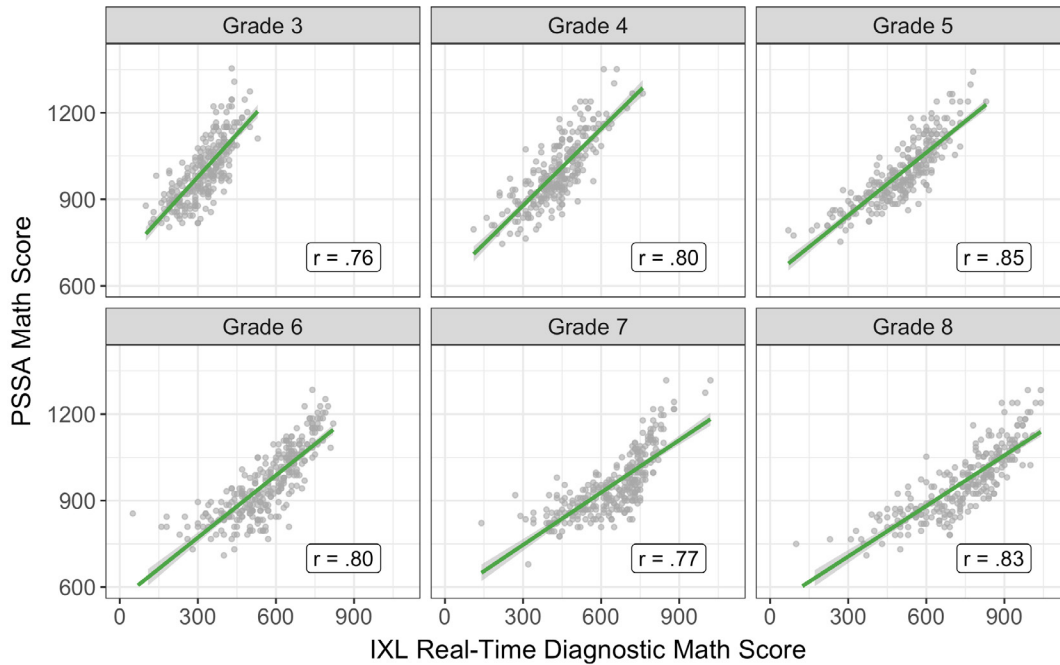 Grade 3 Grade 4 Grade 5
1200
900
600
r = .76 r = .80 r = .85
Grade 6 Grade 7 Grade 8
1200
900
600
r = .80 r = .77 r = .83
0 300 600 900 0 300 600 900 0 300 600 900
PSSA Math Score
IXL Real-Time Diagnostic Math Score